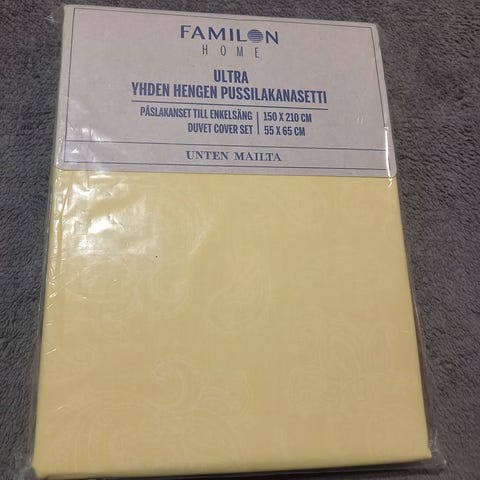 FAMILON
HOME
ULTRA
YHDEN HENGEN PUSSILAKANASETTI
PÅSLAKANSET TILL ENKELSÄNG | 150 X 210 CM
DUVET COVER SET | 55 X 65 CM
UNTEN MAILTA